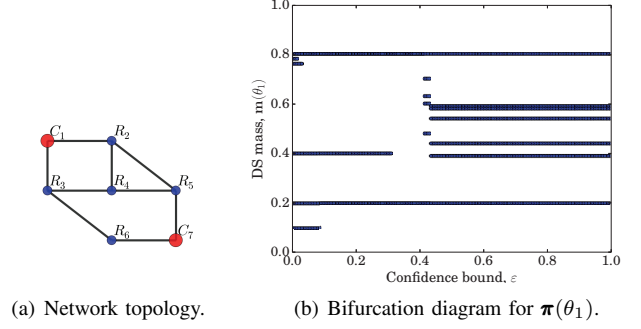 C₁
R₂
R₃
R₄
R₅
R₆
C₇
1.0
0.8
0.6
0.4
0.2
0.0
DS mass, m(θ₁)
0.0 0.2 0.4 0.6 0.8 1.0
Confidence bound, ε
(a) Network topology.
(b) Bifurcation diagram for π(θ₁).